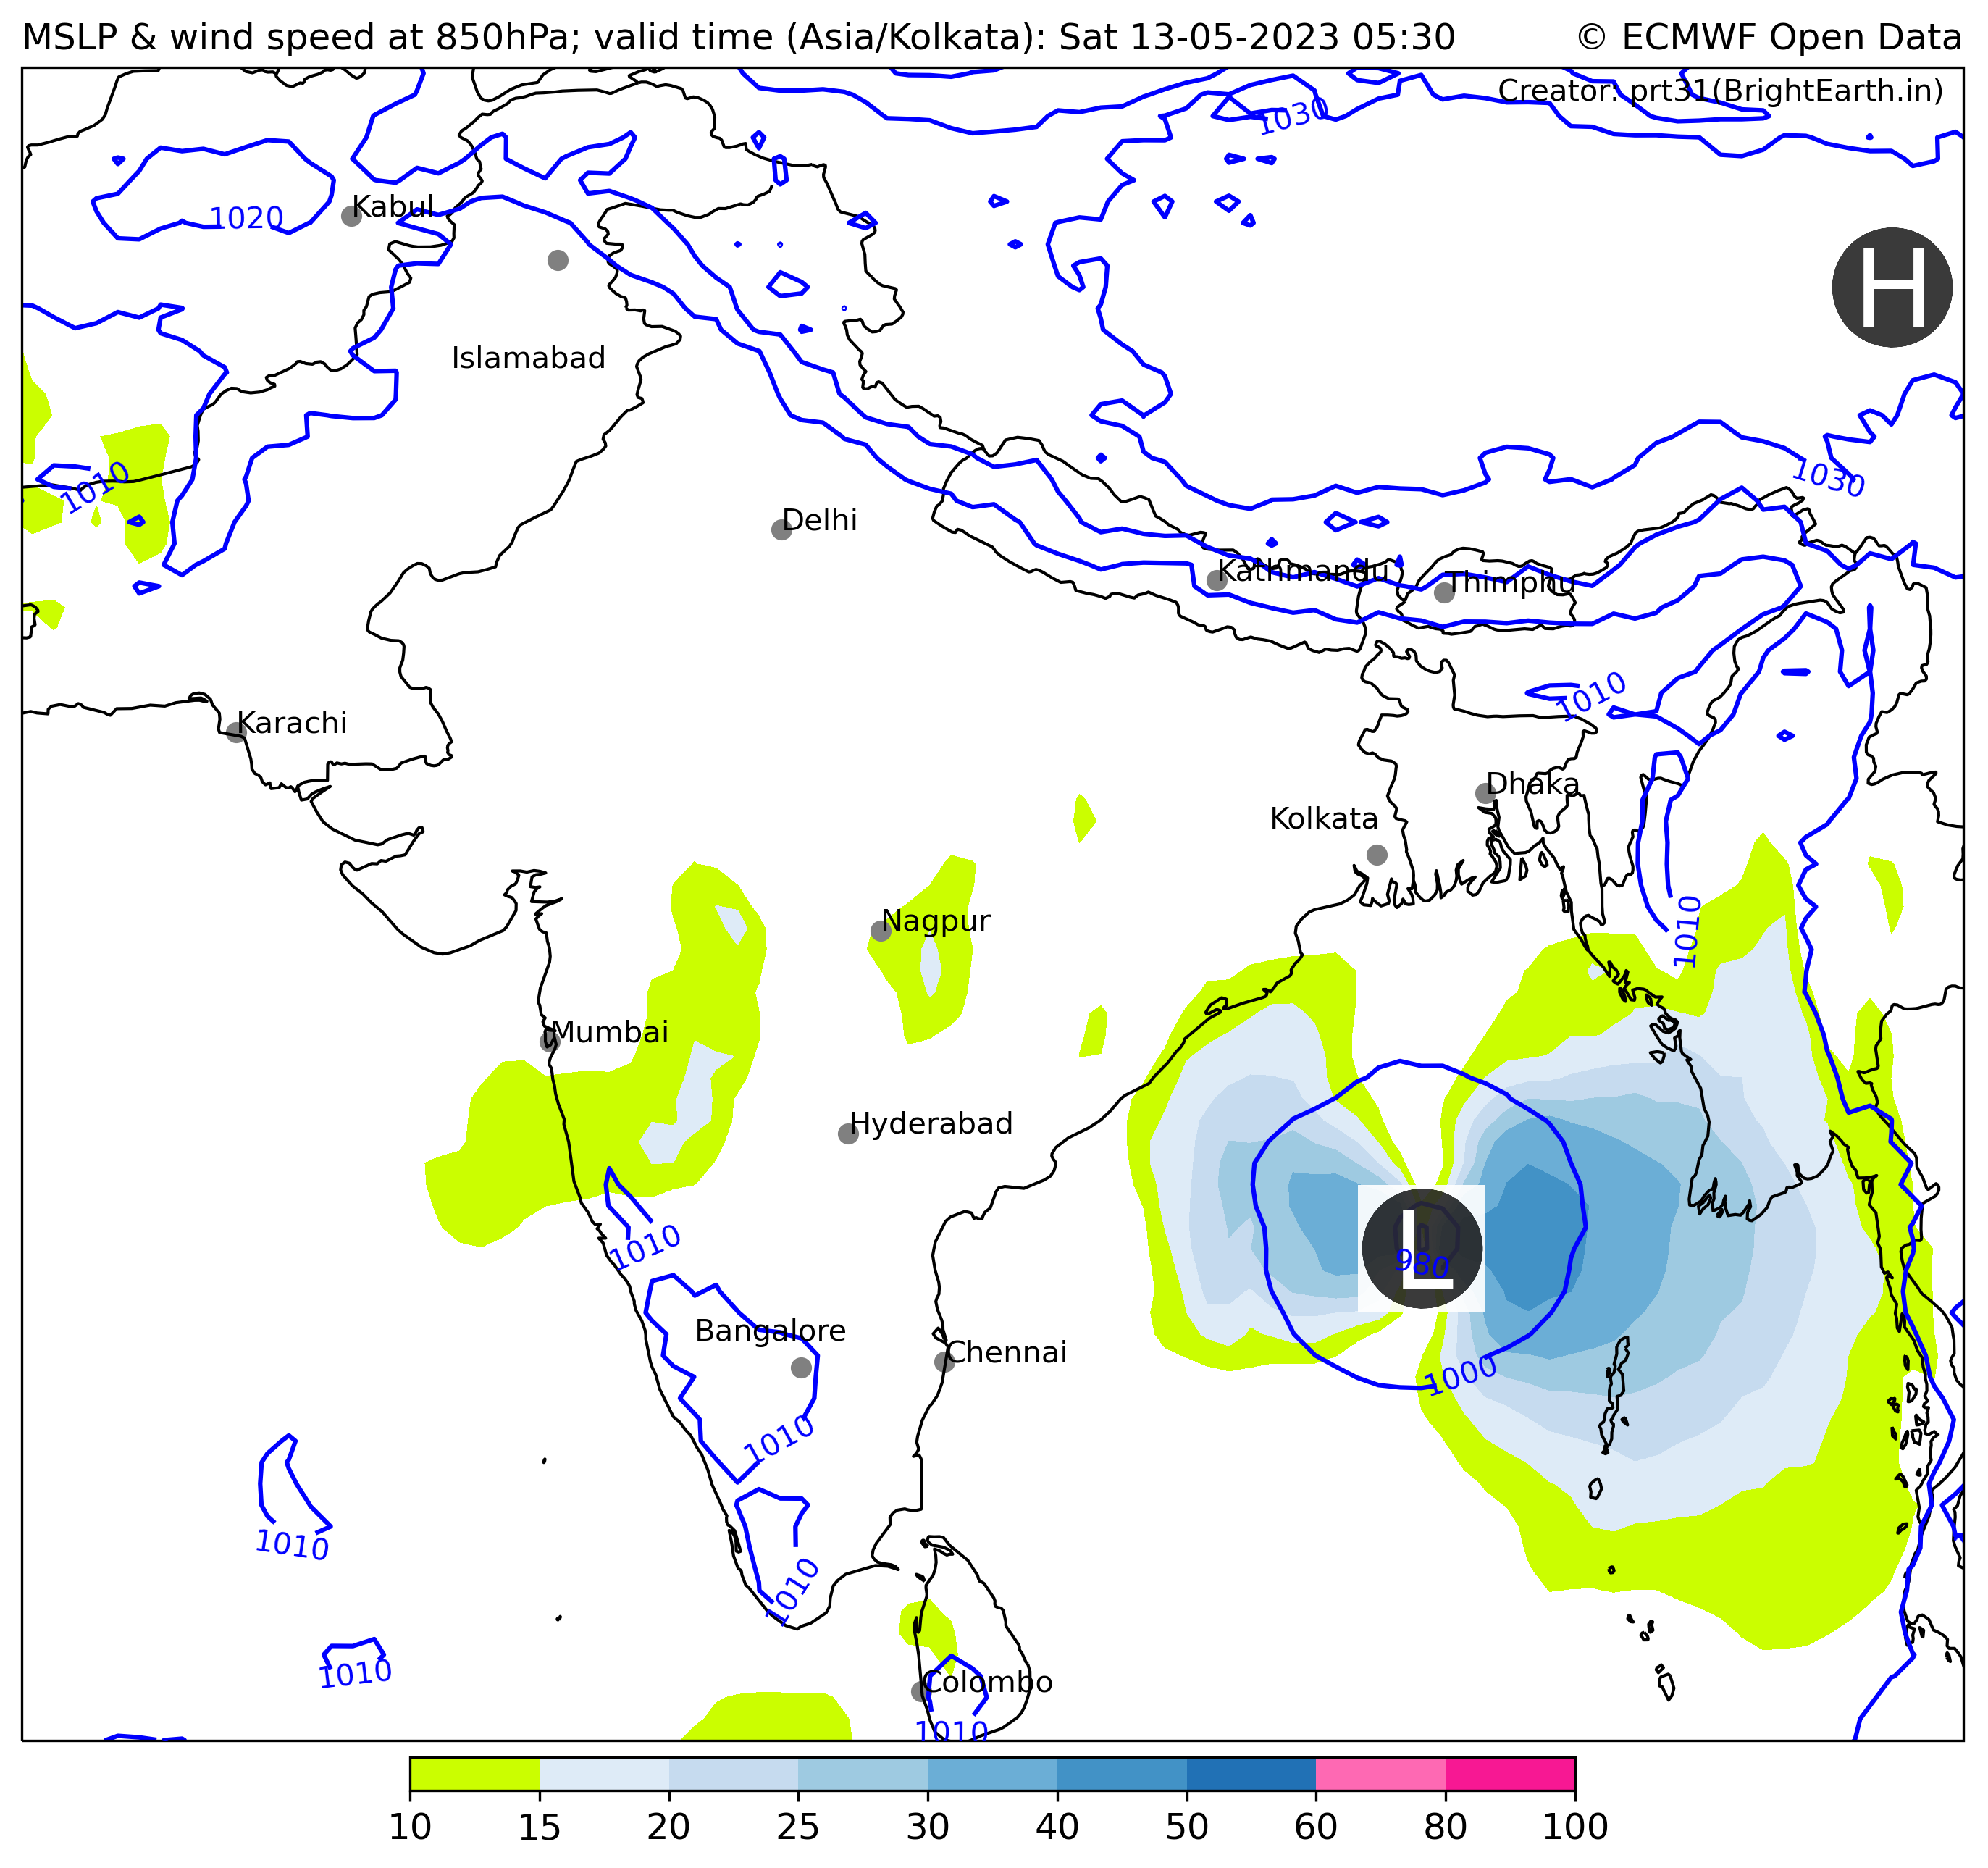 MSLP & wind speed at 850hPa; valid time (Asia/Kolkata): Sat 13-05-2023 05:30
© ECMWF Open Data
Creator: prt31(BrightEarth.in)
1030
Kabul
1020
H
Islamabad
1010
1030
Delhi
Kathmandu
Thimphu
1010
Karachi
Dhaka
Kolkata
Nagpur
1010
Mumbai
Hyderabad
1010
L
980
Bangalore
Chennai
1000
1010
1010
1010
1010
Colombo
1010
10 15 20 25 30 40 50 60 80 100